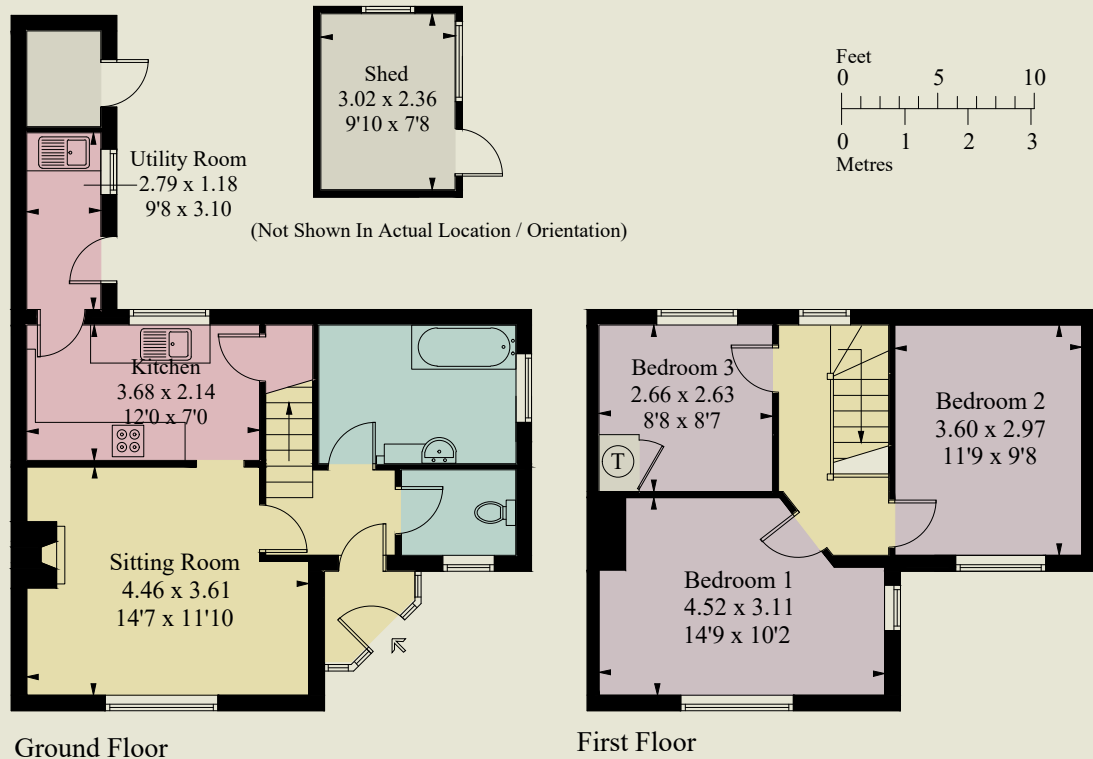 Shed
3.02 x 2.36
9'10 x 7'8
(Not Shown In Actual Location / Orientation)
Feet
0 5 10
0 1 2 3
Metres
Utility Room
2.79 x 1.18
9'8 x 3.10
Kitchen
3.68 x 2.14
12'0 x 7'0
Sitting Room
4.46 x 3.61
14'7 x 11'10
Ground Floor
Bedroom 3
2.66 x 2.63
8'8 x 8'7
T
Bedroom 2
3.60 x 2.97
11'9 x 9'8
Bedroom 1
4.52 x 3.11
14'9 x 10'2
First Floor